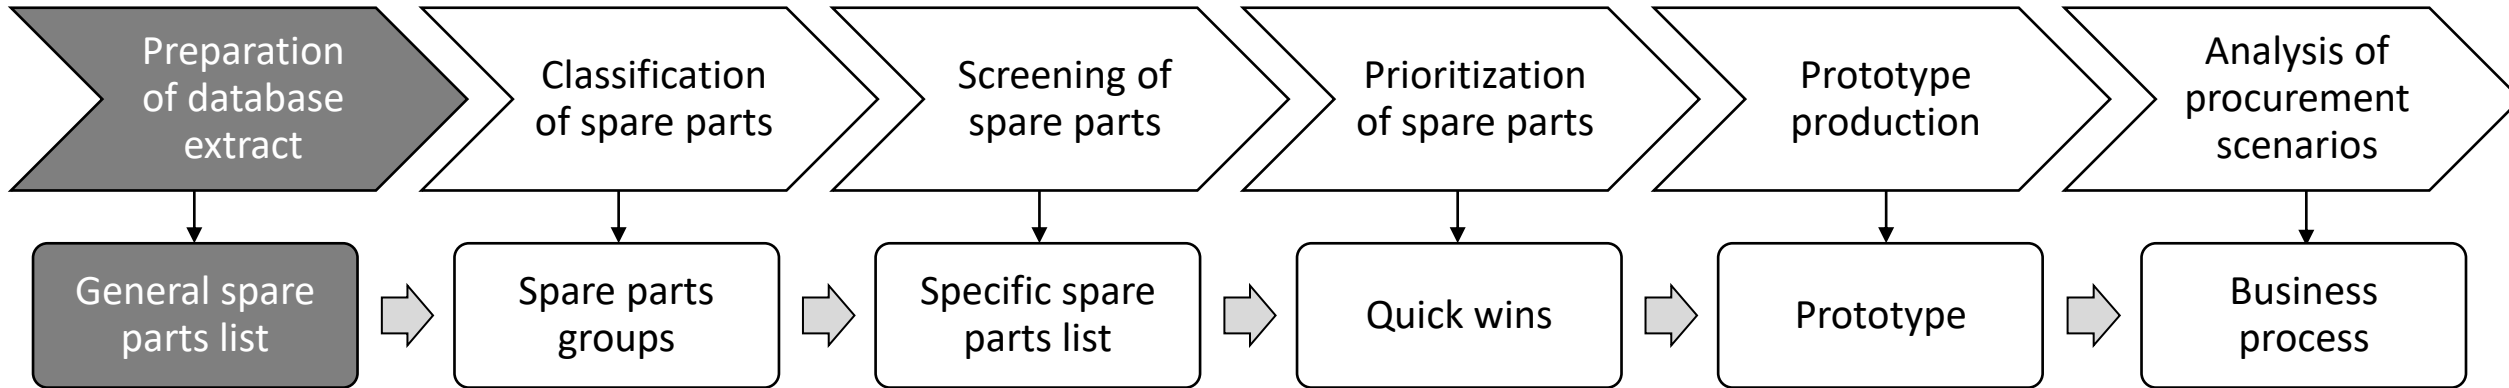 Preparation
of database
extract
Classification
of spare parts
Screening of
spare parts
Prioritization
of spare parts
Prototype
production
Analysis of
procurement
scenarios
General spare
parts list
Spare parts
groups
Specific spare
parts list
Quick wins
Prototype
Business
process